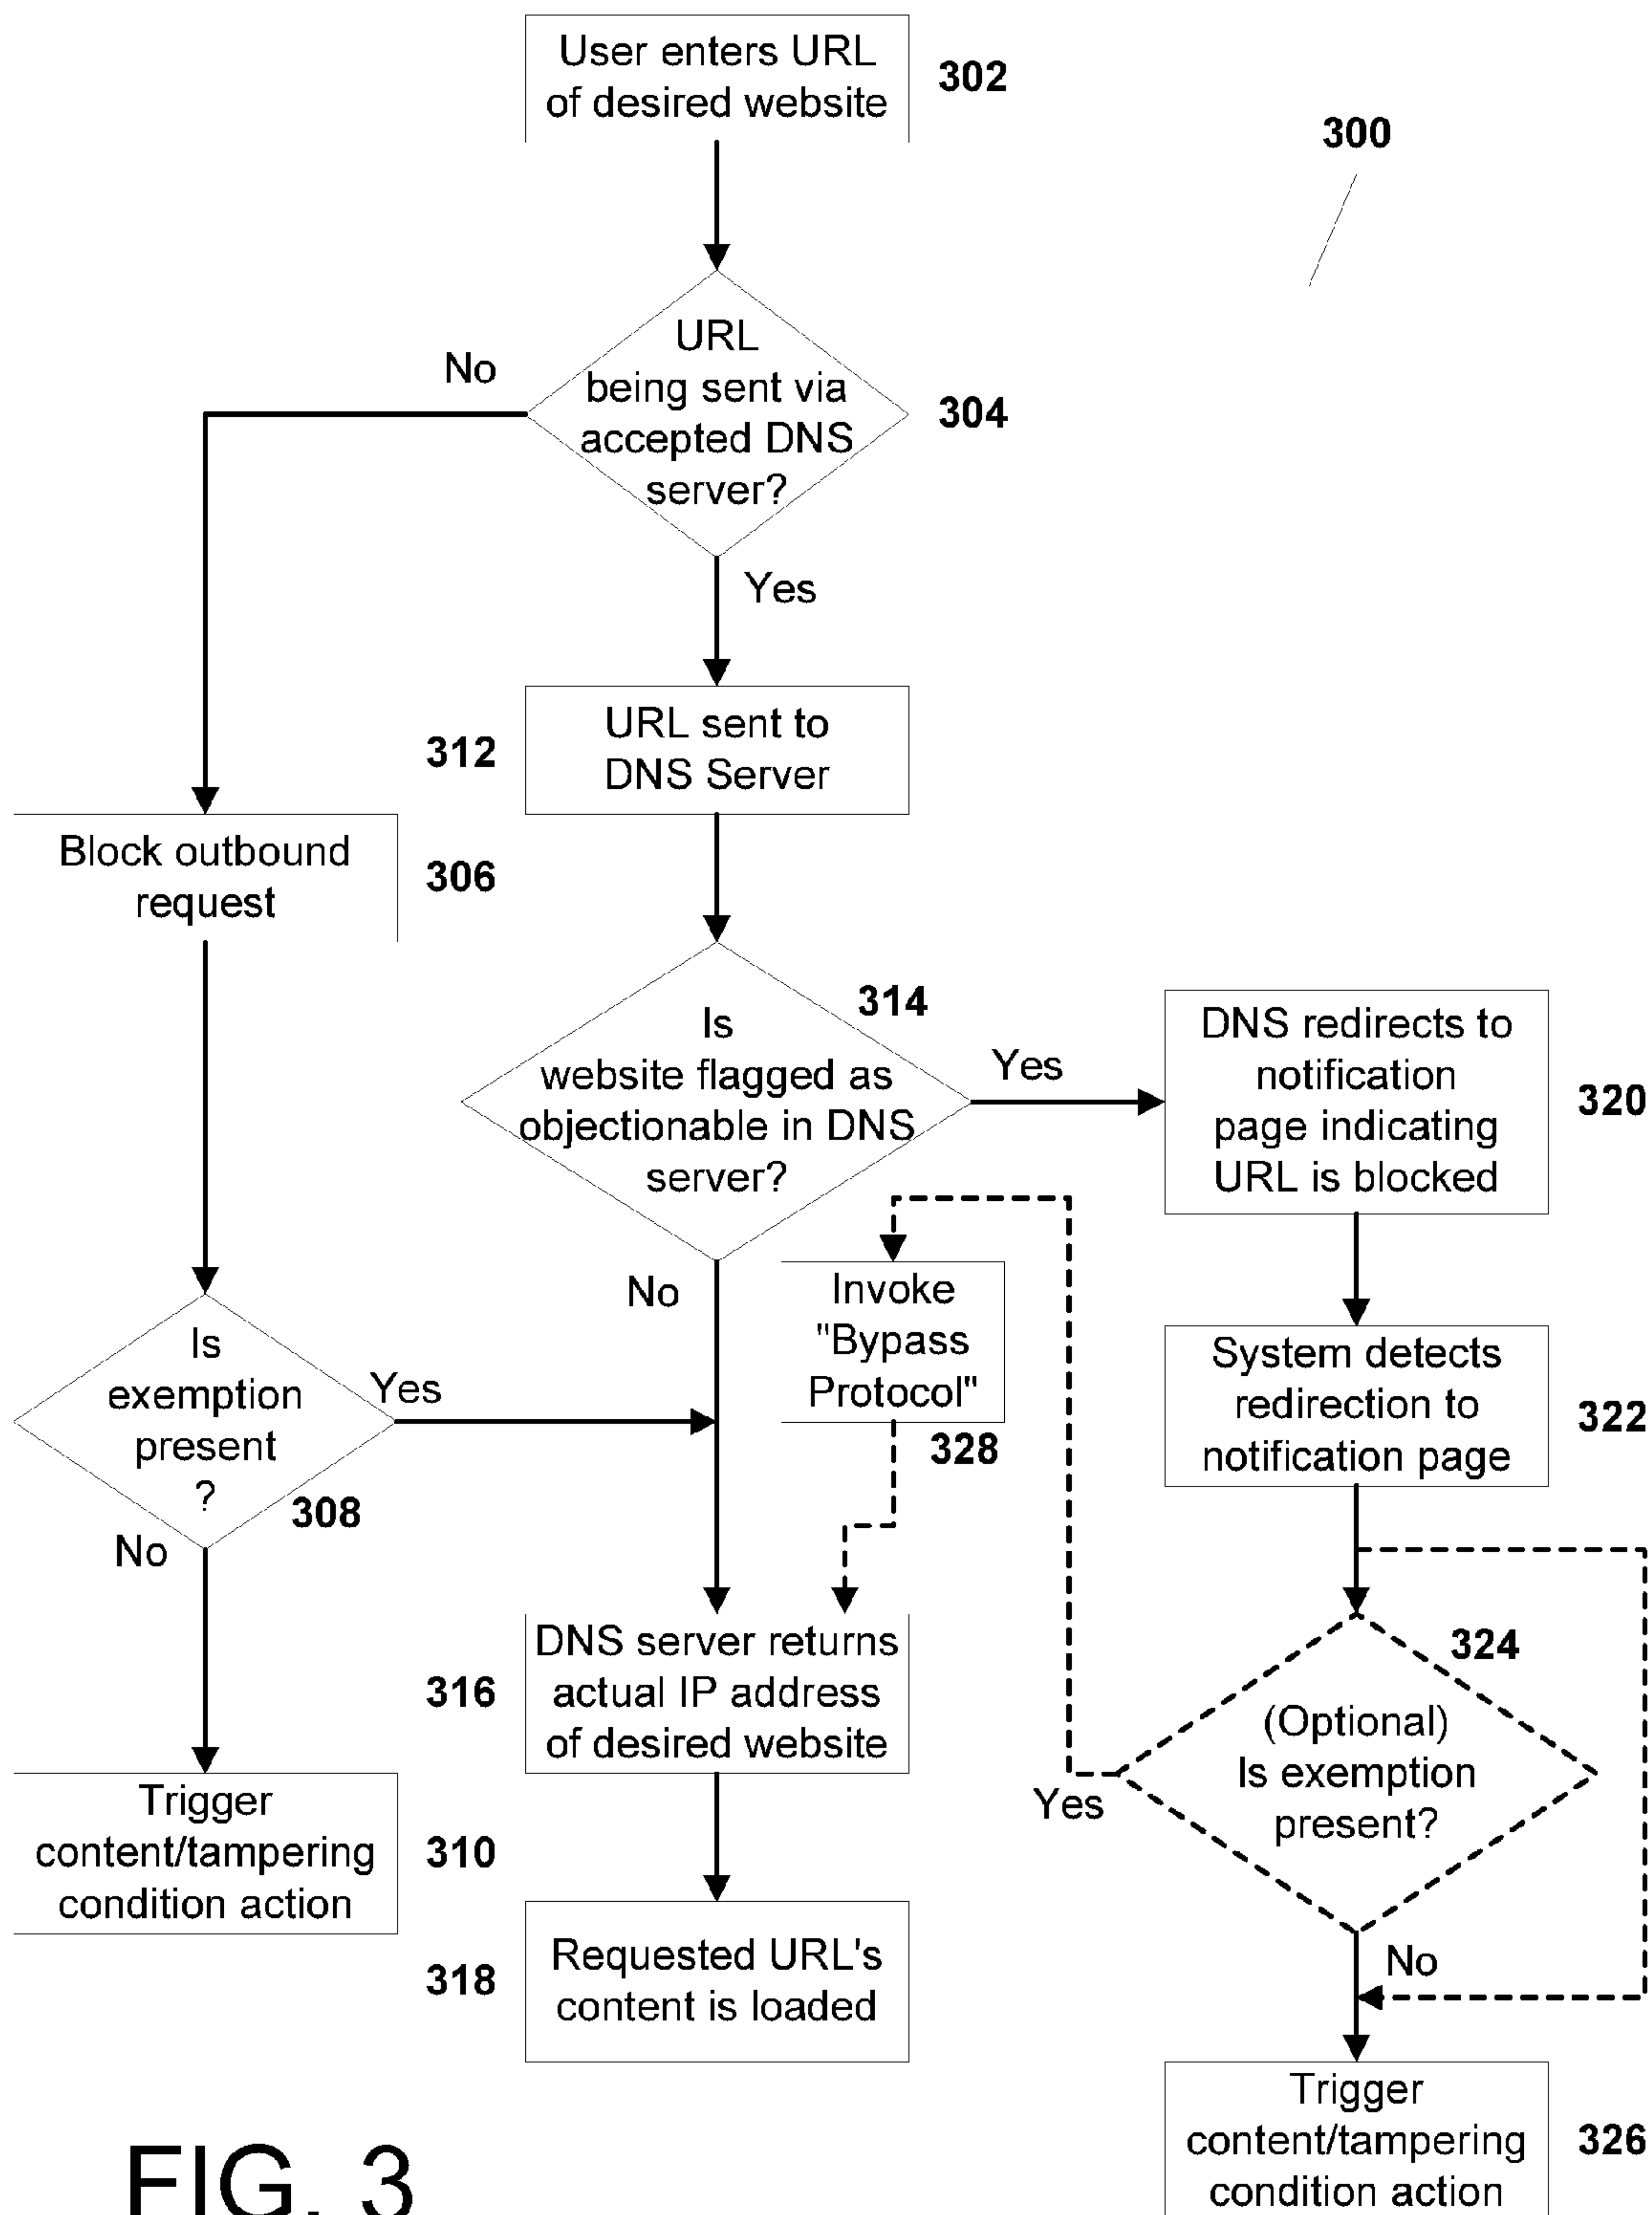 User enters URL
of desired website
302
300
URL
being sent via
accepted DNS
server?
304
No
Yes
URL sent to
DNS Server
312
Block outbound
request
306
Is
website flagged as
objectionable in DNS
server?
314
Yes
DNS redirects to
notification
page indicating
URL is blocked
320
No
Invoke
"Bypass
Protocol"
328
System detects
redirection to
notification page
322
Is
exemption
present
?
308
Yes
No
DNS server returns
actual IP address
of desired website
316
324
(Optional)
Is exemption
present?
Yes
No
Trigger
content/tampering
condition action
310
Requested URL's
content is loaded
318
Trigger
content/tampering
condition action
326
FIG. 3